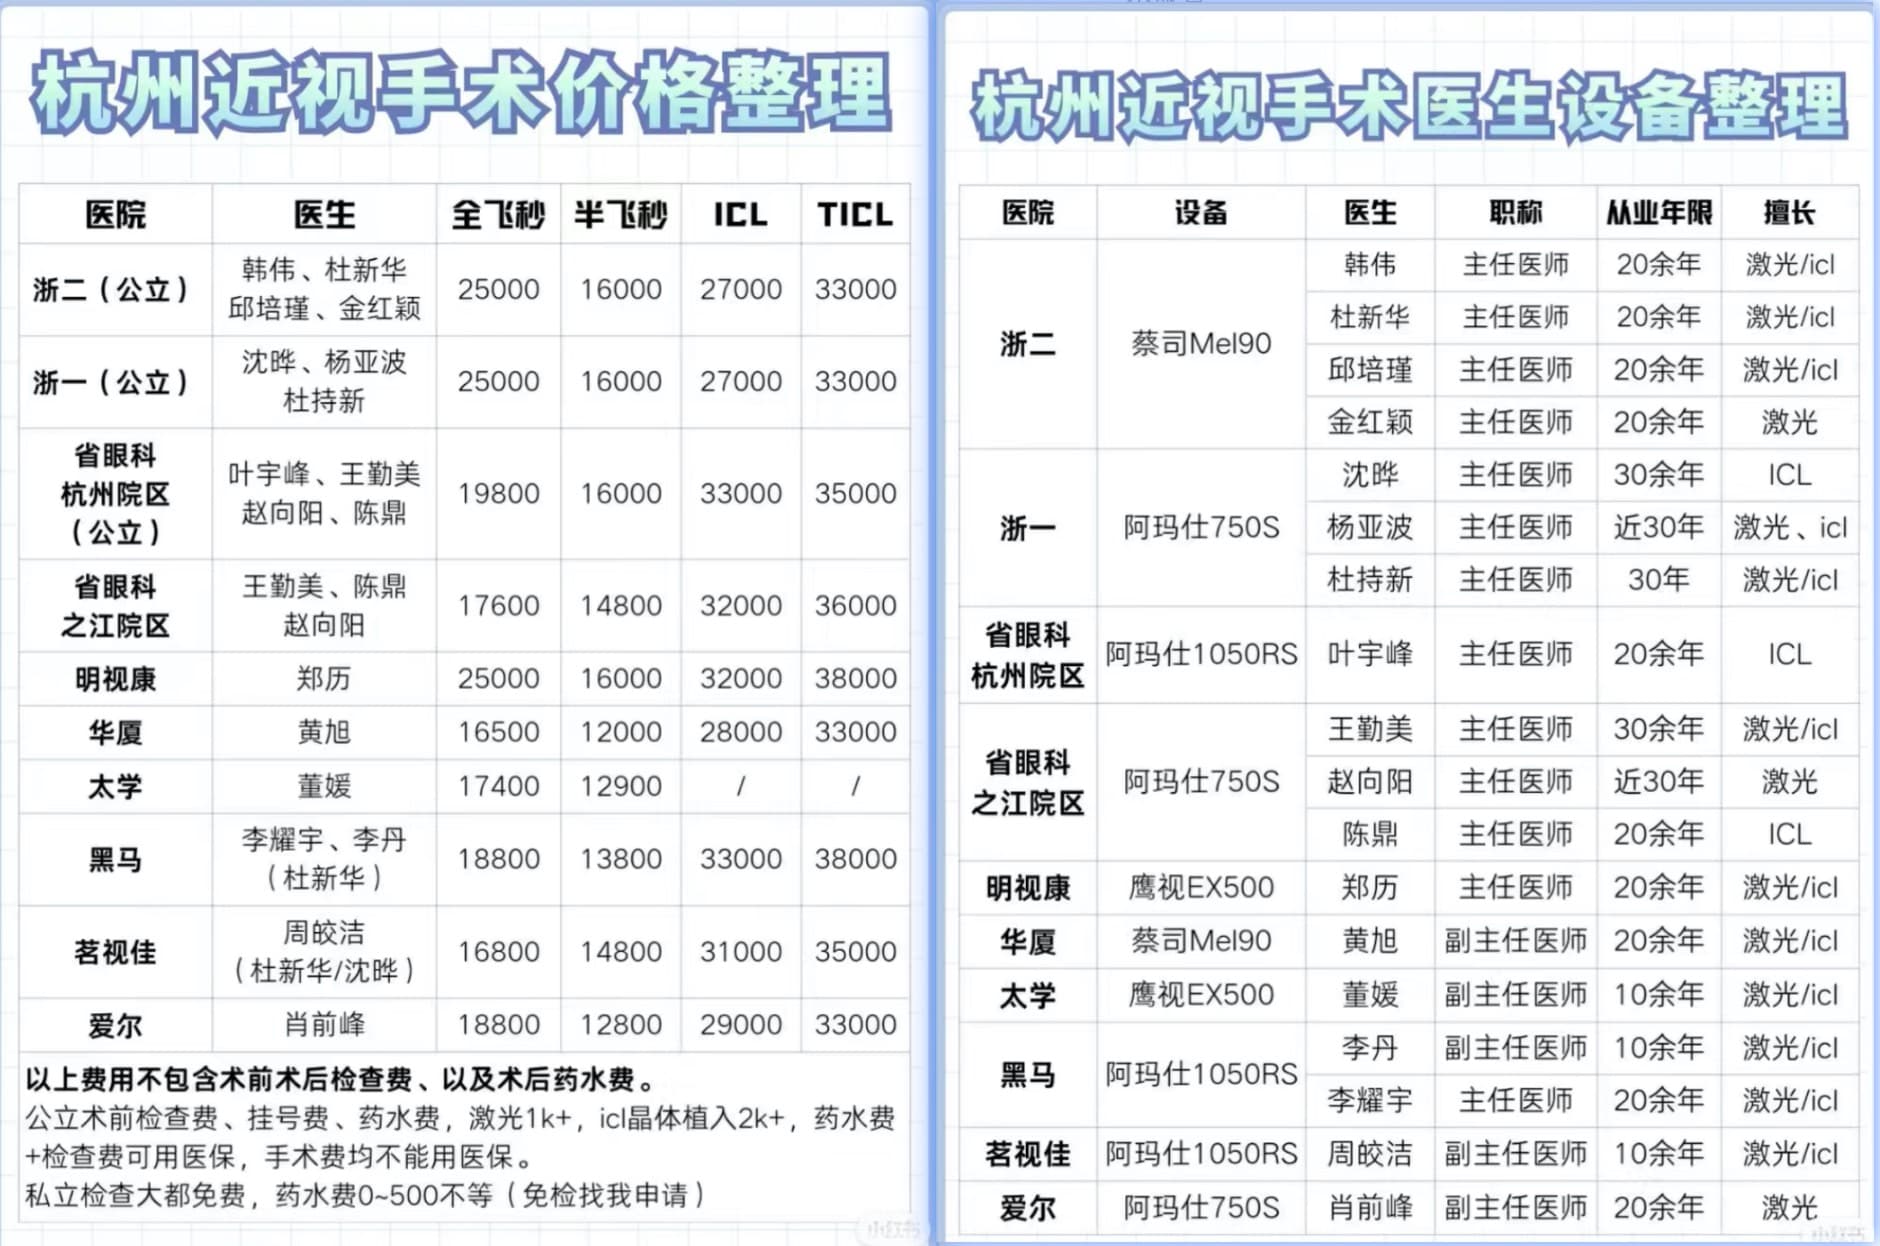 杭州近视手术价格整理
医院 医生 全飞秒 半飞秒 ICL TICL
浙二（公立） 韩伟、杜新华 25000 16000 27000 33000
邱培瑾、金红颖
浙一（公立） 沈晔、杨亚波 25000 16000 27000 33000
杜持新
省眼科
杭州院区
（公立） 叶宇峰、王勤美 19800 16000 33000 35000
赵向阳、陈鼎
省眼科
之江院区 王勤美、陈鼎 17600 14800 32000 36000
赵向阳
明视康 郑历 25000 16000 32000 38000
华厦 黄旭 16500 12000 28000 33000
太学 董媛 17400 12900 / /
黑马 李耀宇、李丹 18800 13800 33000 38000
（杜新华）
茗视佳 周皎洁 16800 14800 31000 35000
（杜新华/沈晔）
爱尔 肖前峰 18800 12800 29000 33000
以上费用不包含术前术后检查费、以及术后药水费。
公立术前检查费、挂号费、药水费，激光1k+，icl晶体植入2k+，药水费
+检查费可用医保，手术费均不能用医保。
私立检查大都免费，药水费0~500不等（免检找我申请）
小红书
杭州近视手术医生设备整理
医院 设备 医生 职称 从业年限 擅长
浙二 蔡司Mel90 韩伟 主任医师 20余年 激光/icl
杜新华 主任医师 20余年 激光/icl
邱培瑾 主任医师 20余年 激光/icl
金红颖 主任医师 20余年 激光
浙一 阿玛仕750S 沈晔 主任医师 30余年 ICL
杨亚波 主任医师 近30年 激光、icl
杜持新 主任医师 30年 激光/icl
省眼科
杭州院区 阿玛仕1050RS 叶宇峰 主任医师 20余年 ICL
省眼科
之江院区 阿玛仕750S 王勤美 主任医师 30余年 激光/icl
赵向阳 主任医师 近30年 激光
陈鼎 主任医师 20余年 ICL
明视康 鹰视EX500 郑历 主任医师 20余年 激光/icl
华厦 蔡司Mel90 黄旭 副主任医师 20余年 激光/icl
太学 鹰视EX500 董媛 副主任医师 10余年 激光/icl
黑马 阿玛仕1050RS 李丹 副主任医师 10余年 激光/icl
李耀宇 主任医师 20余年 激光/icl
茗视佳 阿玛仕1050RS 周皎洁 副主任医师 10余年 激光/icl
爱尔 阿玛仕750S 肖前峰 副主任医师 20余年 激光